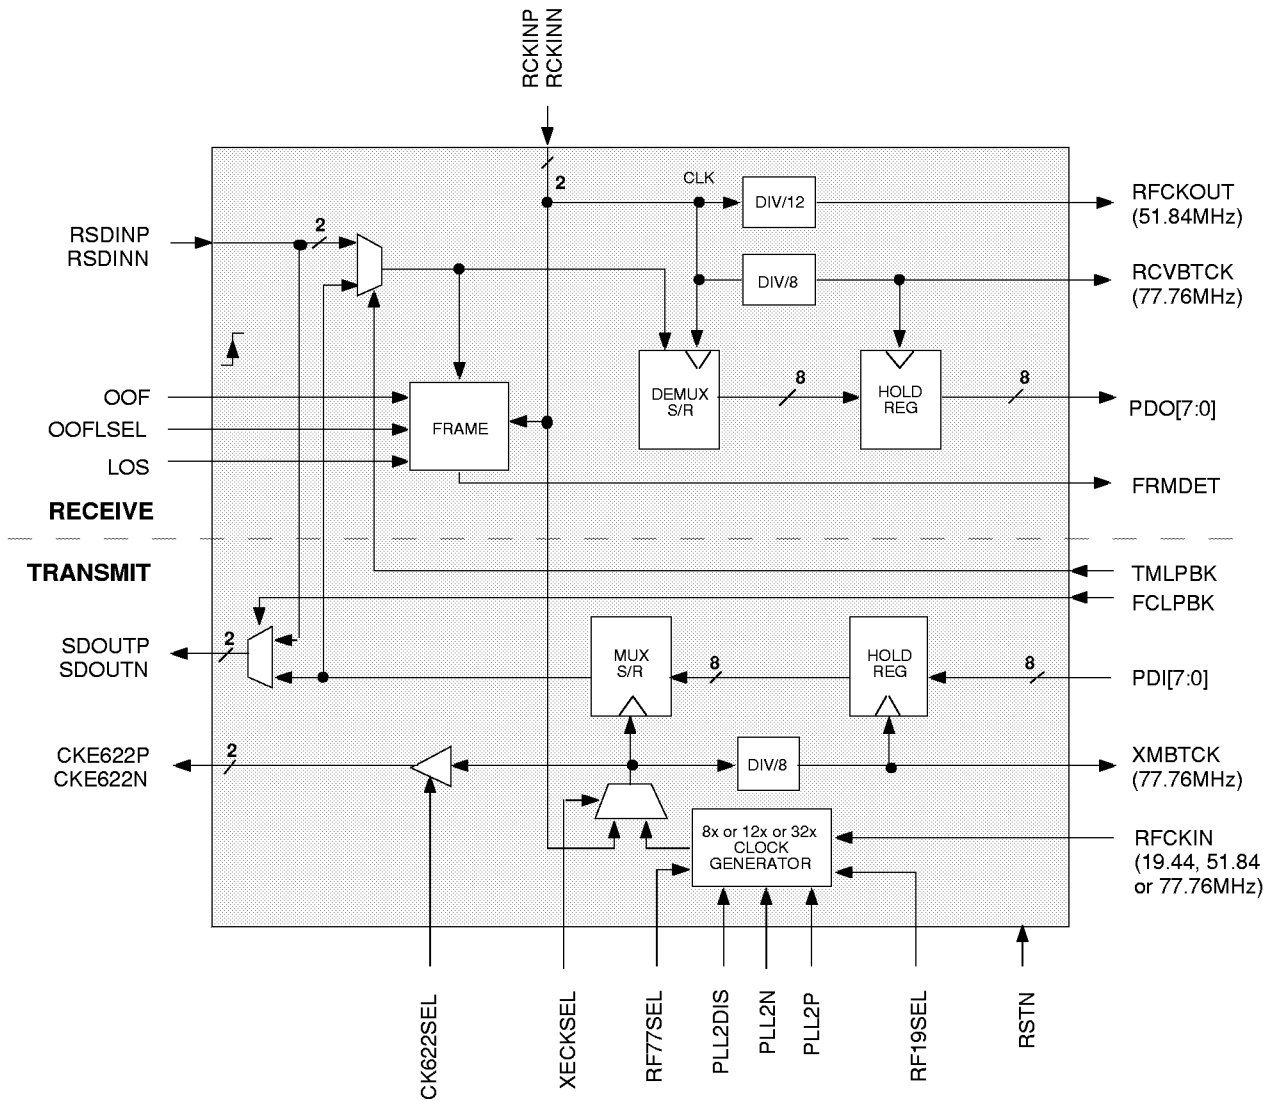 RCKINP
RCKINN
2
CLK
DIV/12
RFCKOUT
(51.84MHz)
RSDINP
RSDINN
2
DIV/8
RCVBTCK
(77.76MHz)
OOF
OOFLSEL
LOS
FRAME
DEMUX
S/R
8
HOLD
REG
8
PDO[7:0]
FRMDET
RECEIVE
TRANSMIT
TMLPBK
FCLPBK
SDOUTP
SDOUTN
2
MUX
S/R
8
HOLD
REG
8
PDI[7:0]
CKE622P
CKE622N
2
DIV/8
XMBTCK
(77.76MHz)
8x or 12x or 32x
CLOCK
GENERATOR
RFCKIN
(19.44, 51.84
or 77.76MHz)
CK622SEL
XECKSEL
RF77SEL
PLL2DIS
PLL2N
PLL2P
RF19SEL
RSTN